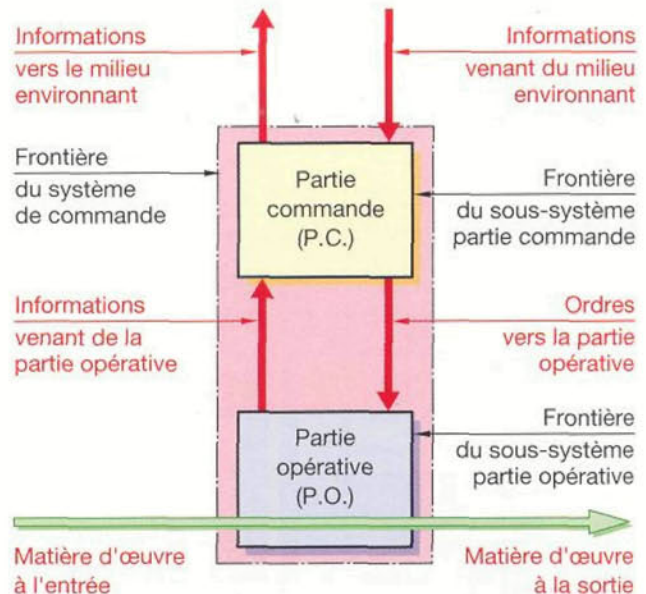 Informations
vers le milieu
environnant
Informations
venant du milieu
environnant
Frontière
du système
de commande
Partie
commande
(P.C.)
Frontière
du sous-système
partie commande
Informations
venant de la
partie opérative
Ordres
vers la partie
opérative
Partie
opérative
(P.O.)
Frontière
du sous-système
partie opérative
Matière d'œuvre
à l'entrée
Matière d'œuvre
à la sortie